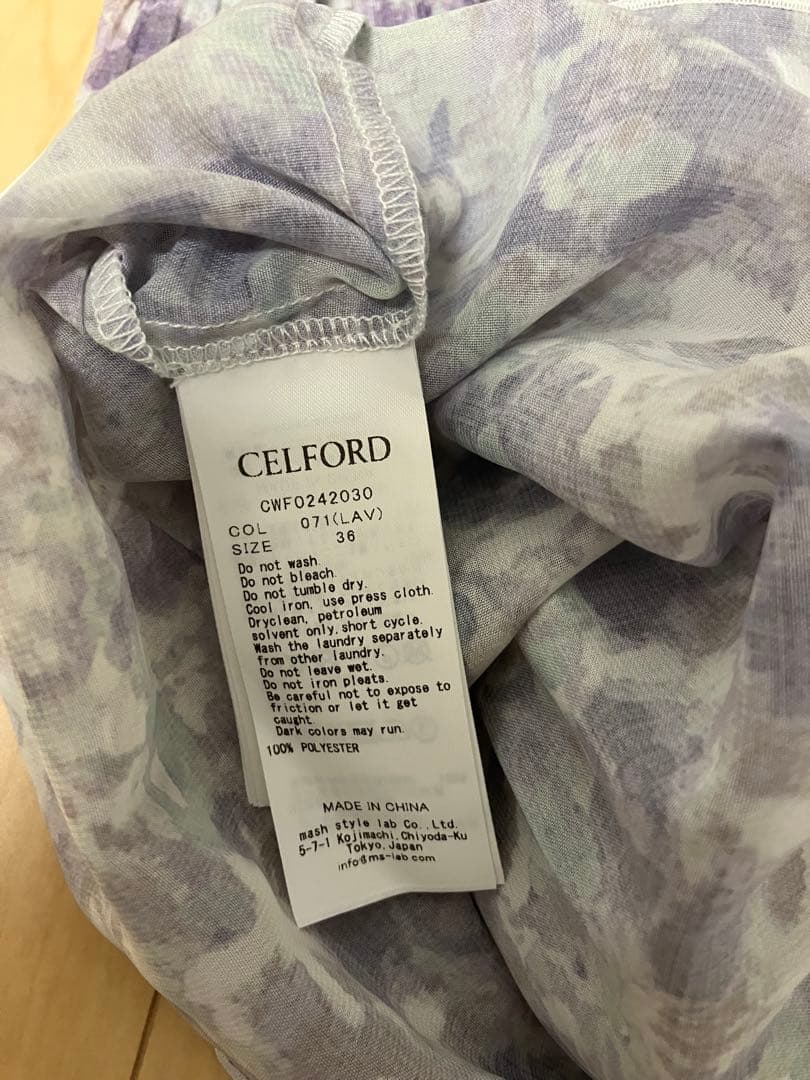 CELFORD
CWFO242030
COL 071(LAV)
SIZE 36
Do not wash.
Do not bleach.
Do not tumble dry.
Cool iron, use press cloth.
Dryclean, petroleum
solvent only,short cycle.
Wash the laundry separately
from other laundry.
Do not leave wet.
Do not iron pleats.
Be careful not to expose to
friction or let it get
caught.
Dark colors may run.
100% POLYESTER
MADE IN CHINA
mash style lab Co.,Ltd.
5-7-1 Kojimachi,Chiyoda-Ku
Tokyo,Japan
info@ms-lab.com